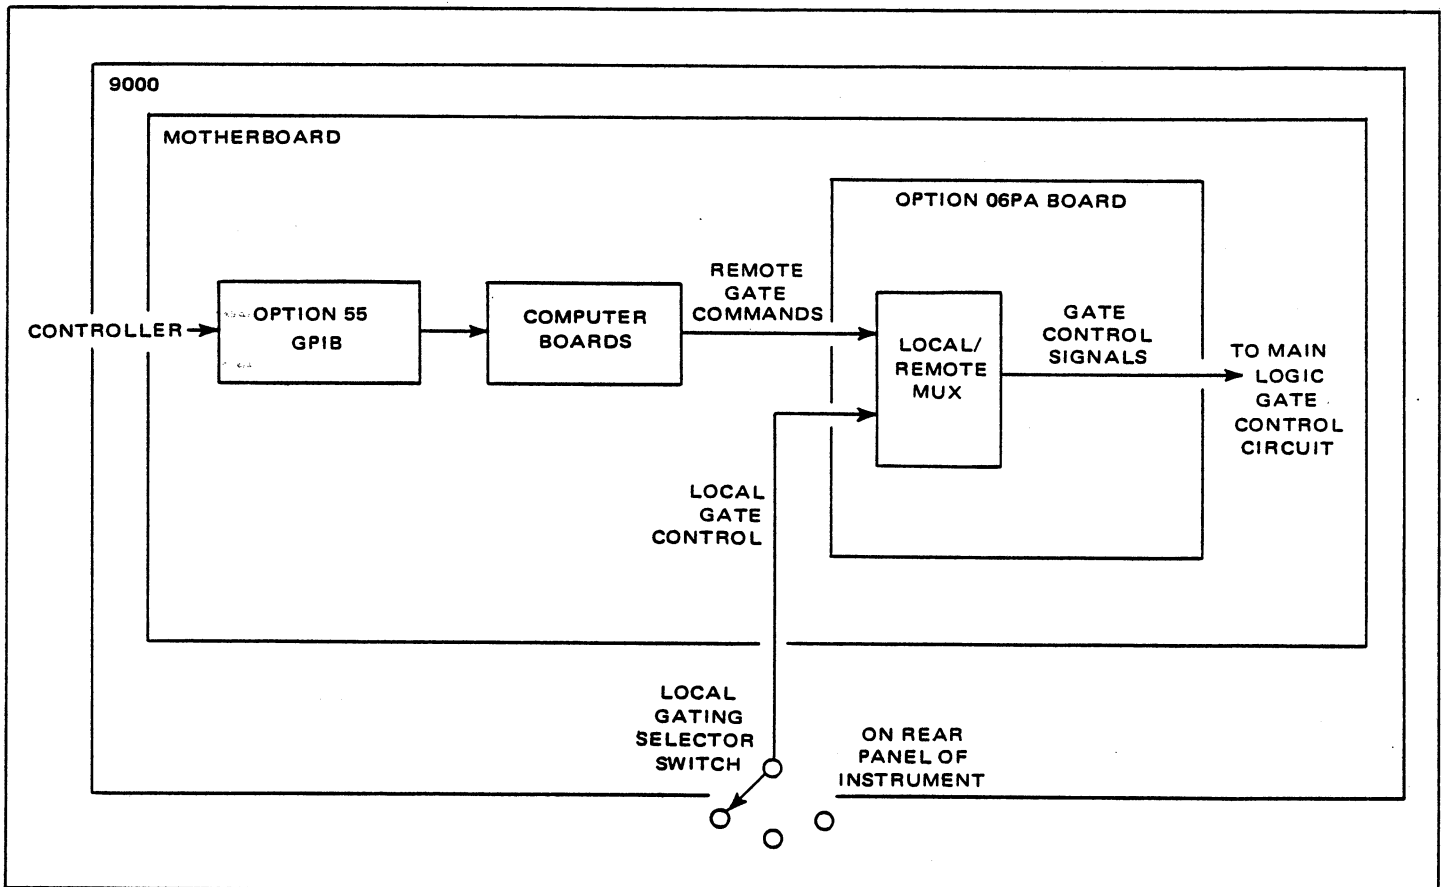 9000
MOTHERBOARD
OPTION 06PA BOARD
CONTROLLER
OPTION 55
GPIB
COMPUTER
BOARDS
REMOTE
GATE
COMMANDS
LOCAL/
REMOTE
MUX
GATE
CONTROL
SIGNALS
TO MAIN
LOGIC
GATE
CONTROL
CIRCUIT
LOCAL
GATE
CONTROL
LOCAL
GATING
SELECTOR
SWITCH
ON REAR
PANEL OF
INSTRUMENT